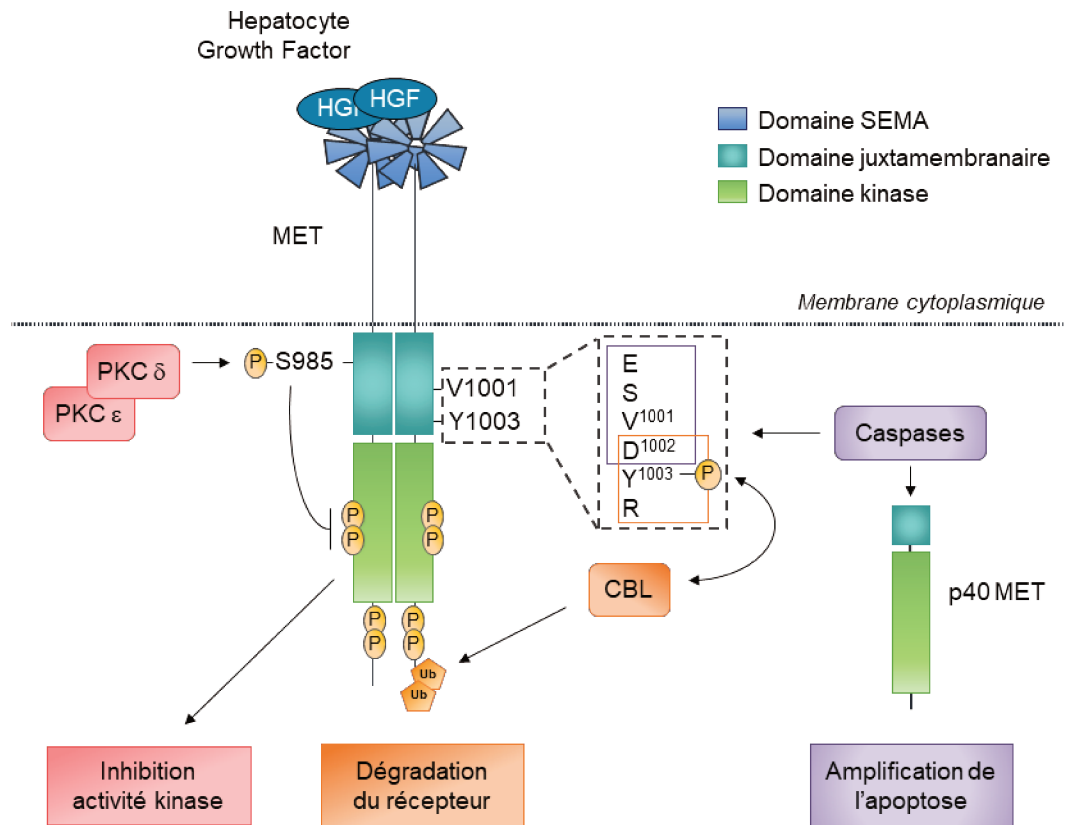 Hepatocyte
Growth Factor
HGF
HGF
Domaine SEMA
Domaine juxtamembranaire
Domaine kinase
MET
Membrane cytoplasmique
PKC δ
PKC ε
P
S985
V1001
Y1003
E
S
V1001
D1002
Y1003
P
R
Caspases
P
P
P
P
CBL
p40 MET
P
P
P
P
Ub
Ub
Inhibition
activité kinase
Dégradation
du récepteur
Amplification de
l'apoptose